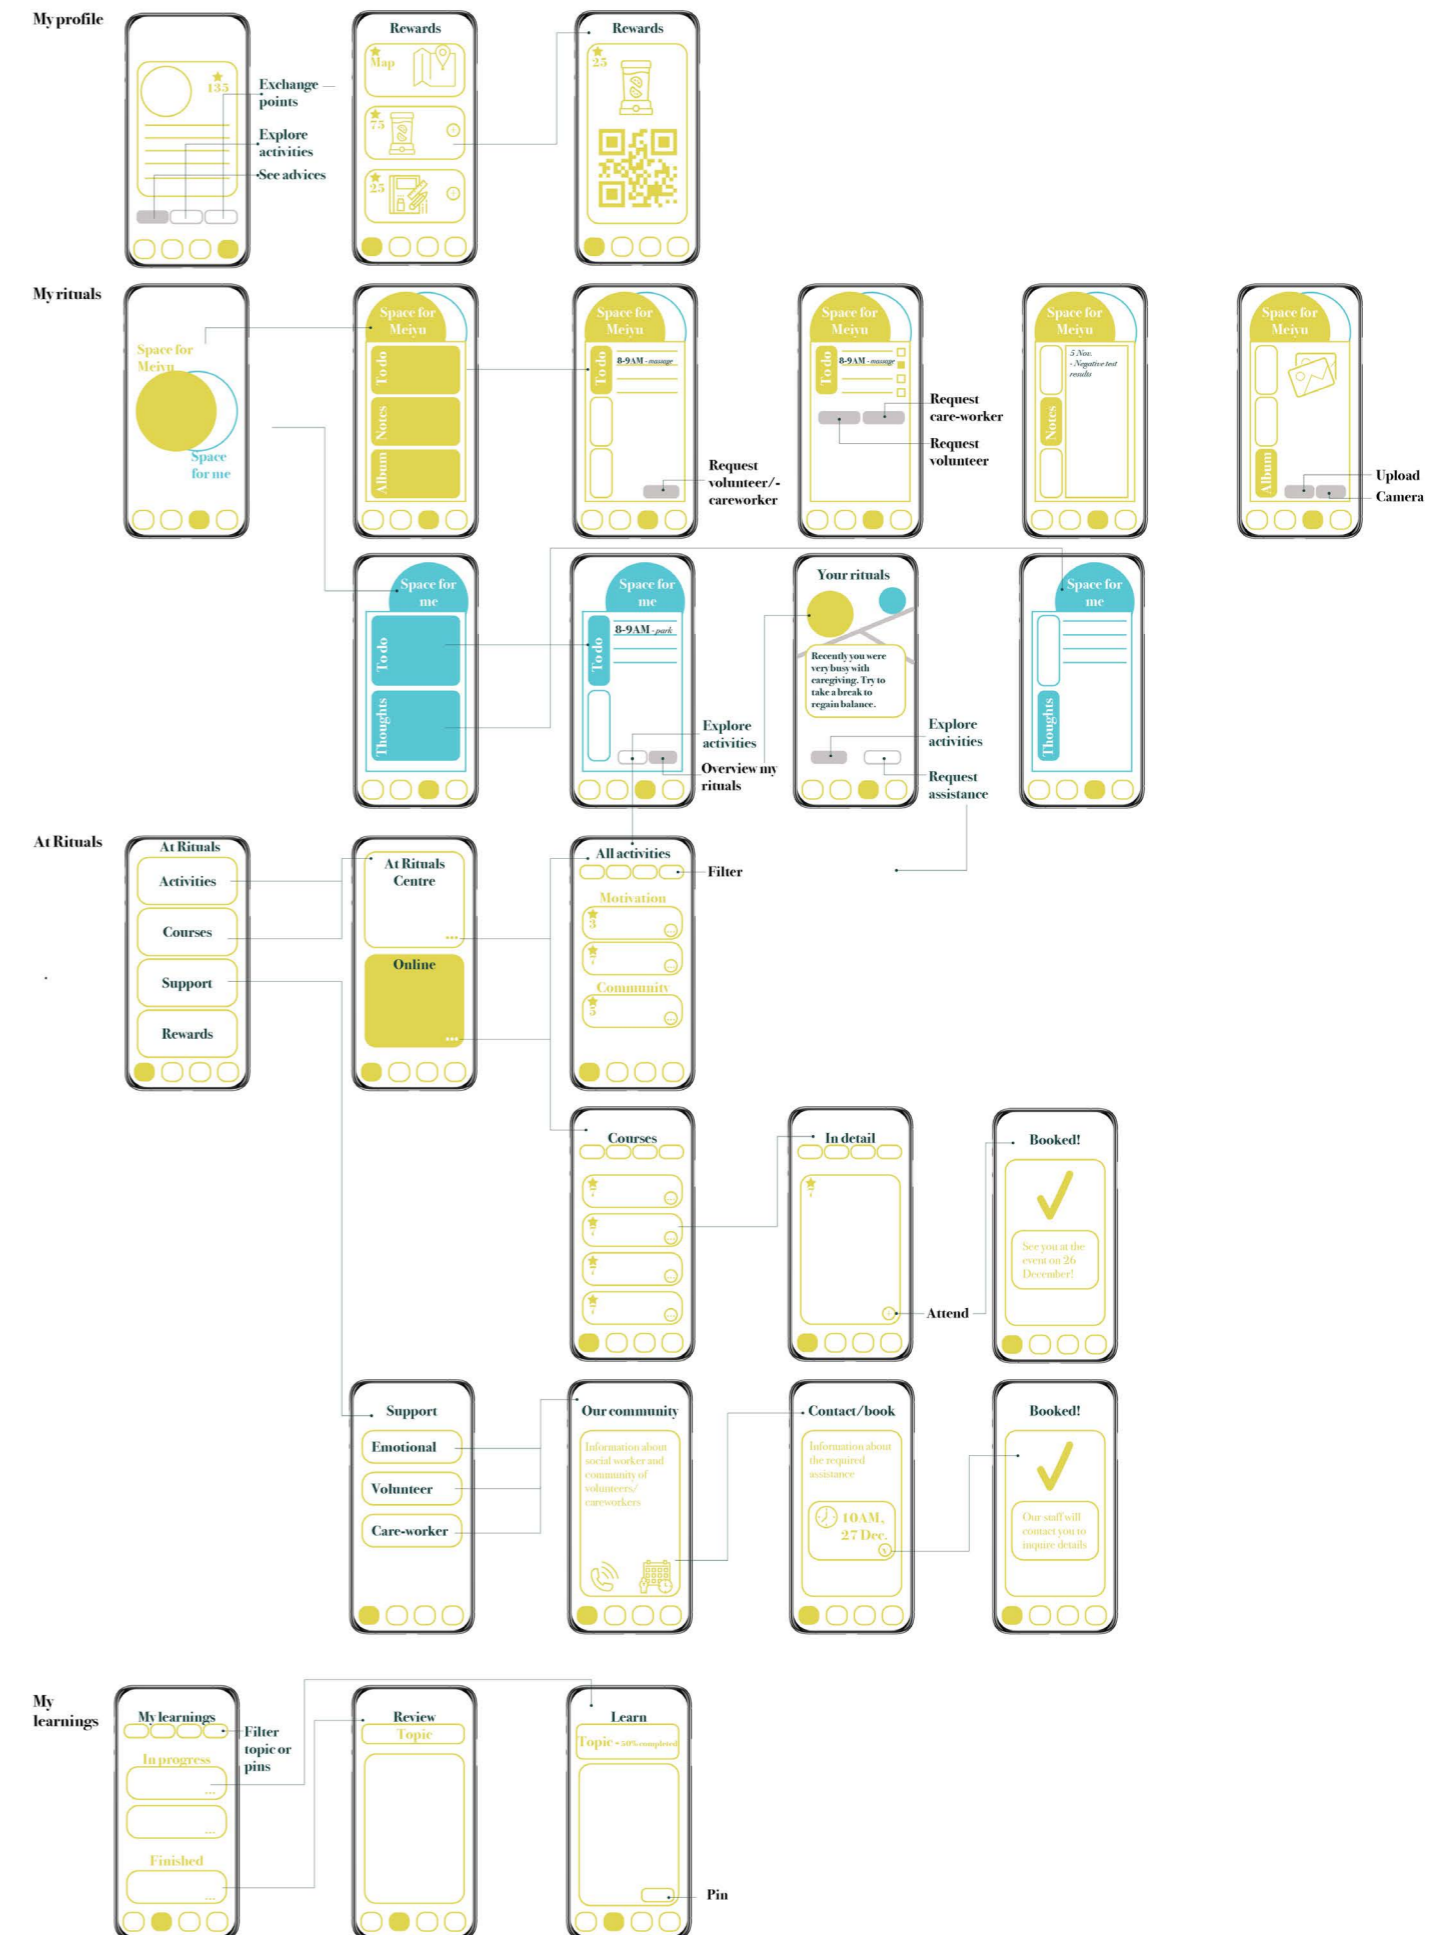 My profile
Rewards
Rewards
135
Map
25
Exchange
points
75
Explore
activities
See advices
25
My rituals
Space for
Meiyu
Space
for me
Space for
Meiyu
To do
Notes
Album
Space for
Meiyu
To do
8-9AM - massage
Request
volunteer/-
careworker
Space for
Meiyu
To do
8-9AM - massage
Request
care-worker
Request
volunteer
Space for
Meiyu
5 Nov.
- Negative test
results
Notes
Space for
Meiyu
Album
Upload
Camera
Space for
me
To do
Thoughts
Space for
me
To do
8-9AM - park
Explore
activities
Overview my
rituals
Your rituals
Recently you were
very busy with
caregiving. Try to
take a break to
regain balance.
Explore
activities
Request
assistance
Space for
me
Thoughts
At Rituals
At Rituals
Activities
Courses
Support
Rewards
At Rituals
Centre
...
Online
...
All activities
Filter
Motivation
3
Community
5
Courses
In detail
Attend
Booked!
See you at the
event on 26
December!
Support
Emotional
Volunteer
Care-worker
Our community
Information about
social worker and
community of
volunteers/
careworkers
Contact/book
Information about
the required
assistance
10AM,
27 Dec.
Booked!
Our staff will
contact you to
inquire details
My
learnings
My learnings
Filter
topic or
pins
In progress
...
...
Finished
...
Review
Topic
Learn
Topic - 50% completed
Pin